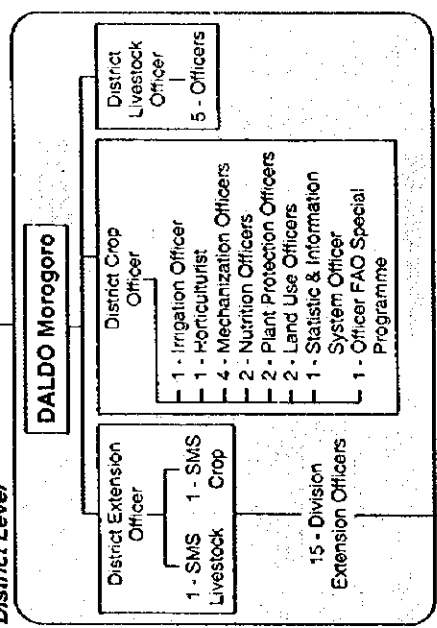 District Level
DALDO Morogoro
District Extension
Officer
1 - SMS
Livestock
1 - SMS
Crop
15 - Division
Extension Officers
District Crop
Officer
1 - Irrigation Officer
1 - Horticulturist
4 - Mechanization Officers
2 - Nutrition Officers
2 - Plant Protection Officers
2 - Land Use Officers
1 - Statistic & Information
System Officer
1 - Officer FAO Special
Programme
District
Livestock
Officer
5 - Officers